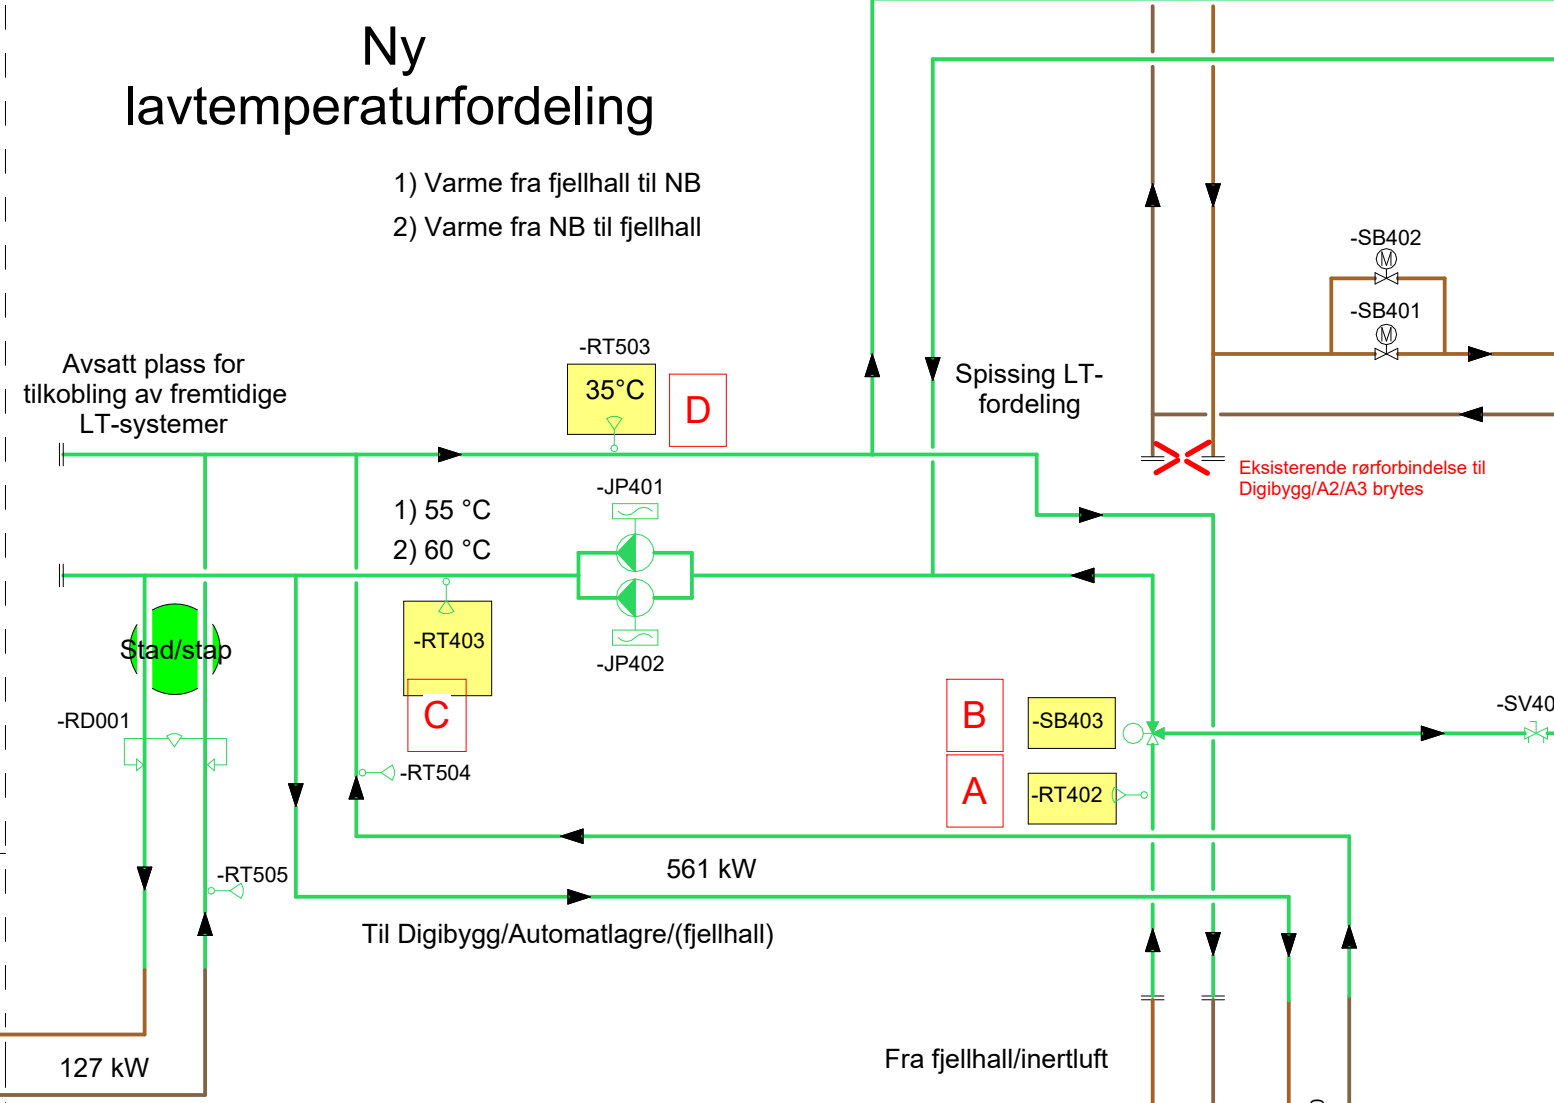 Ny
lavtemperaturfordeling
1) Varme fra fjellhall til NB
2) Varme fra NB til fjellhall
-SB402
M
-SB401
M
-RT503
35°C
D
Avsatt plass for
tilkobling av fremtidige
LT-systemer
Spissing LT-
fordeling
Eksisterende rørforbindelse til
Digibygg/A2/A3 brytes
-JP401
1) 55 °C
2) 60 °C
-RT403
C
-JP402
Stad/stap
-RD001
-RT504
B
-SB403
-SV40
A
-RT402
561 kW
-RT505
Til Digibygg/Automatlagre/(fjellhall)
127 kW
Fra fjellhall/inertluft